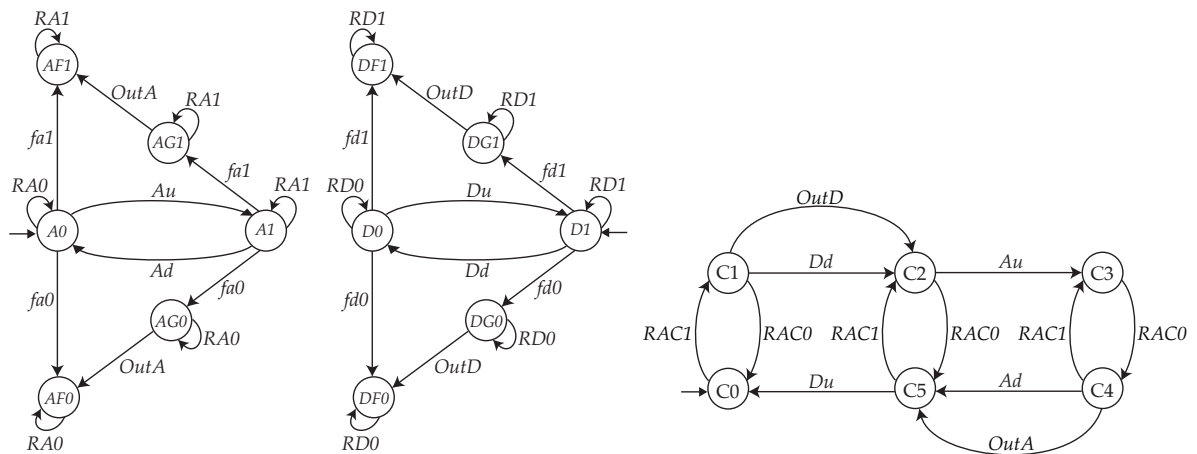 RA1
AF1
OutA
RA1
AG1
fa1
fa1
RA0
Au
RA1
A0
A1
Ad
fa0
fa0
AG0
RA0
OutA
AF0
RA0
RD1
DF1
OutD
RD1
DG1
fd1
fd1
RD0
Du
RD1
D0
D1
Dd
fd0
fd0
DG0
RD0
OutD
DF0
RD0
OutD
C1
Dd
C2
Au
C3
RAC1
RAC0
RAC1
RAC0
RAC1
RAC0
C0
Du
C5
Ad
C4
OutA